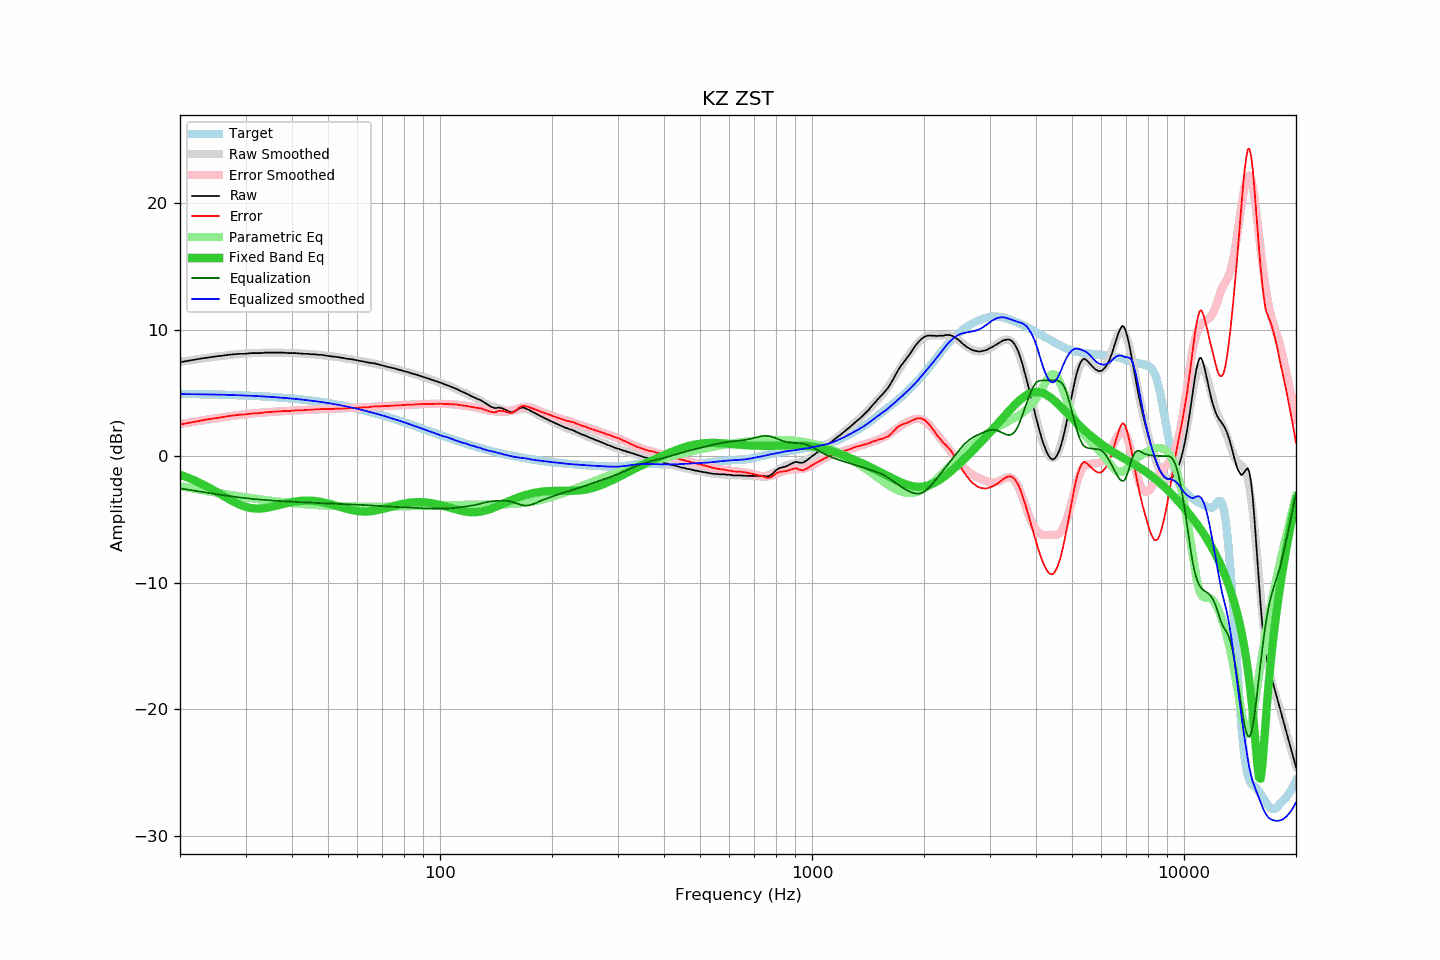 KZ ZST
Target
Raw Smoothed
Error Smoothed
Raw
Error
Parametric Eq
Fixed Band Eq
Equalization
Equalized smoothed
20
10
0
−10
−20
−30
Amplitude (dBr)
100
1000
10000
Frequency (Hz)